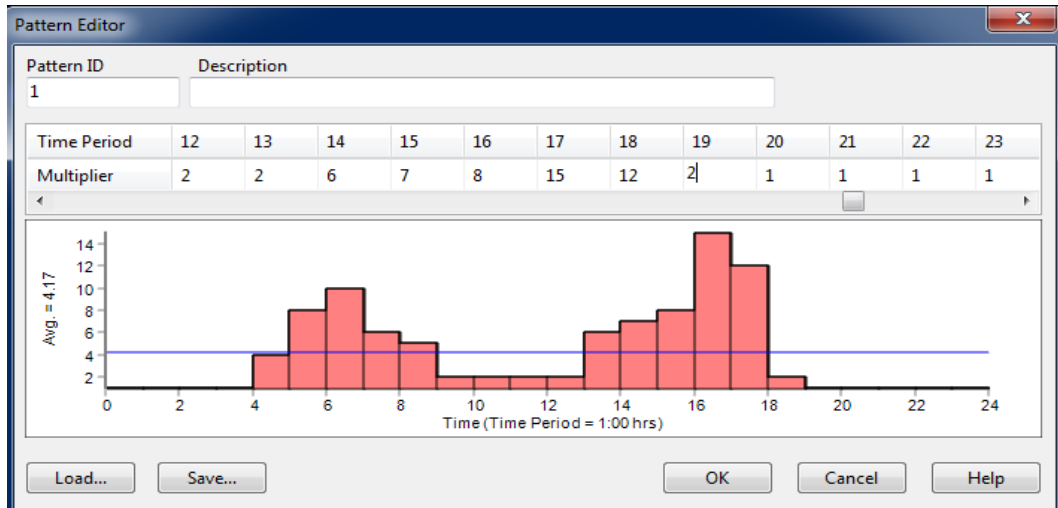 Pattern Editor
Pattern ID Description
1
Time Period 12 13 14 15 16 17 18 19 20 21 22 23
Multiplier 2 2 6 7 8 15 12 2 1 1 1 1
14
12
10
8
6
4
2
Avg. = 4.17
0 2 4 6 8 10 12 14 16 18 20 22 24
Time (Time Period = 1:00 hrs)
Load... Save... OK Cancel Help